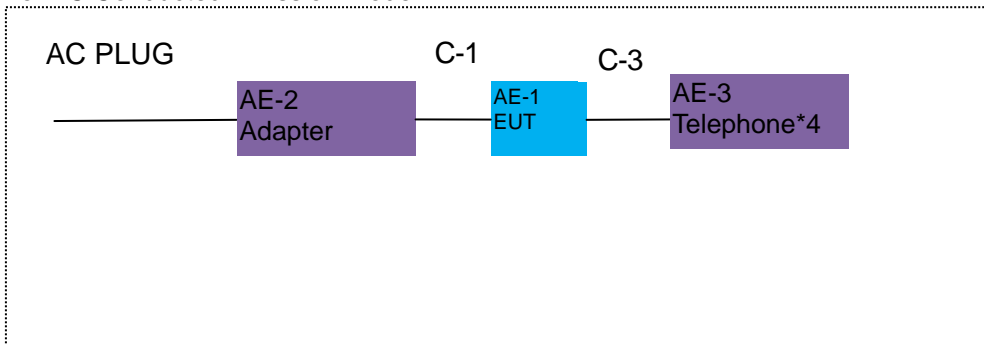 AC PLUG
C-1
C-3
AE-2
Adapter
AE-1
EUT
AE-3
Telephone*4